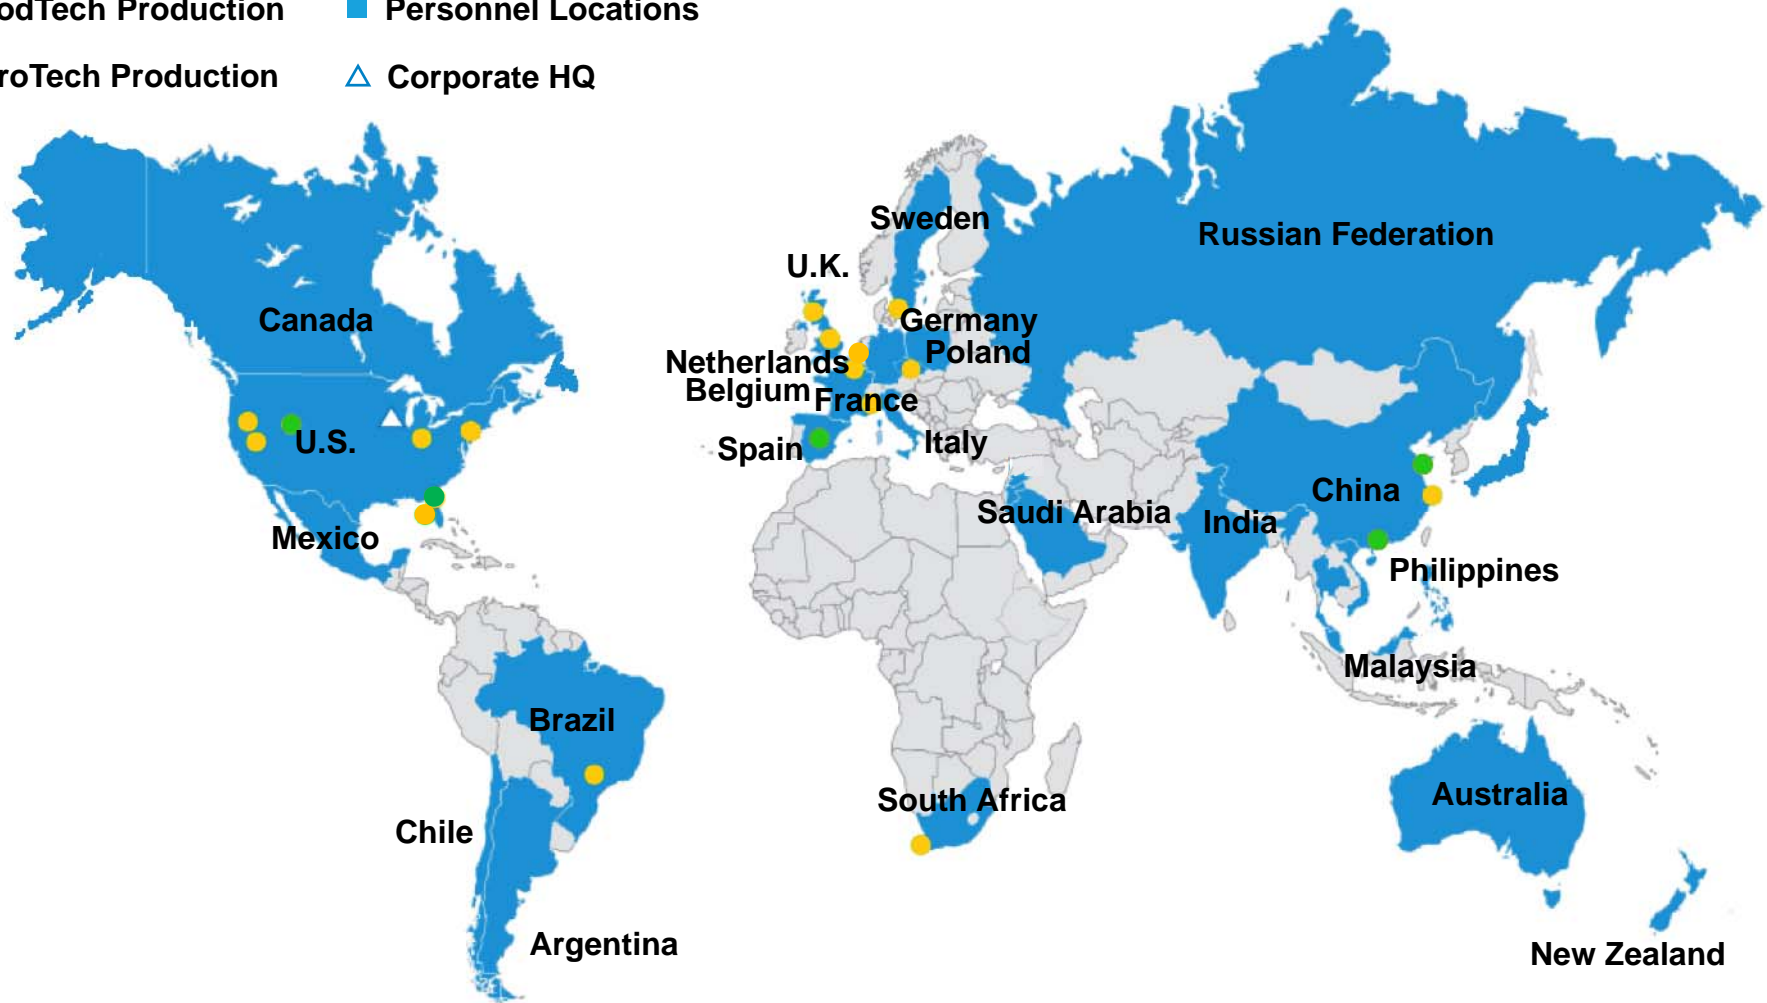 odTech Production
Personnel Locations
roTech Production
Corporate HQ
Sweden
Russian Federation
U.K.
Canada
Germany
Poland
Netherlands
Belgium
France
U.S.
Spain
Italy
China
Saudi Arabia
India
Mexico
Philippines
Malaysia
Brazil
Australia
South Africa
Chile
Argentina
New Zealand